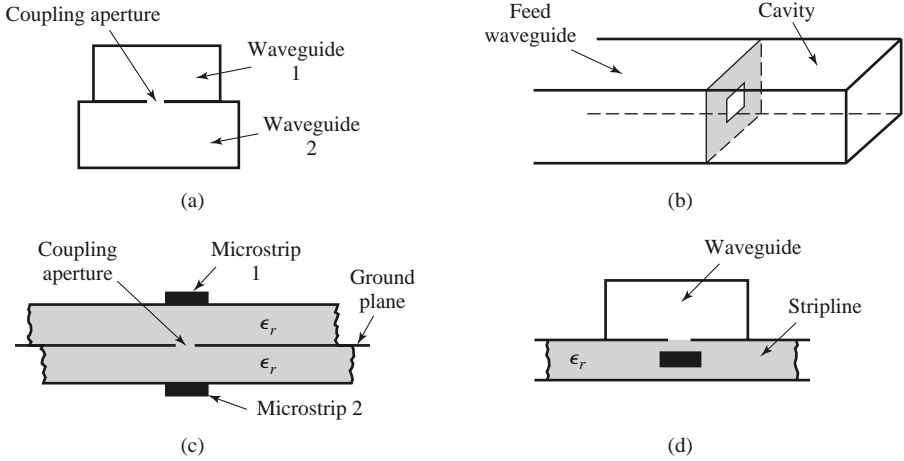 Coupling aperture
Waveguide
1
Waveguide
2
(a)
Feed
waveguide
Cavity
(b)
Coupling
aperture
Microstrip
1
Ground
plane
ϵr
ϵr
Microstrip 2
(c)
Waveguide
Stripline
ϵr
(d)